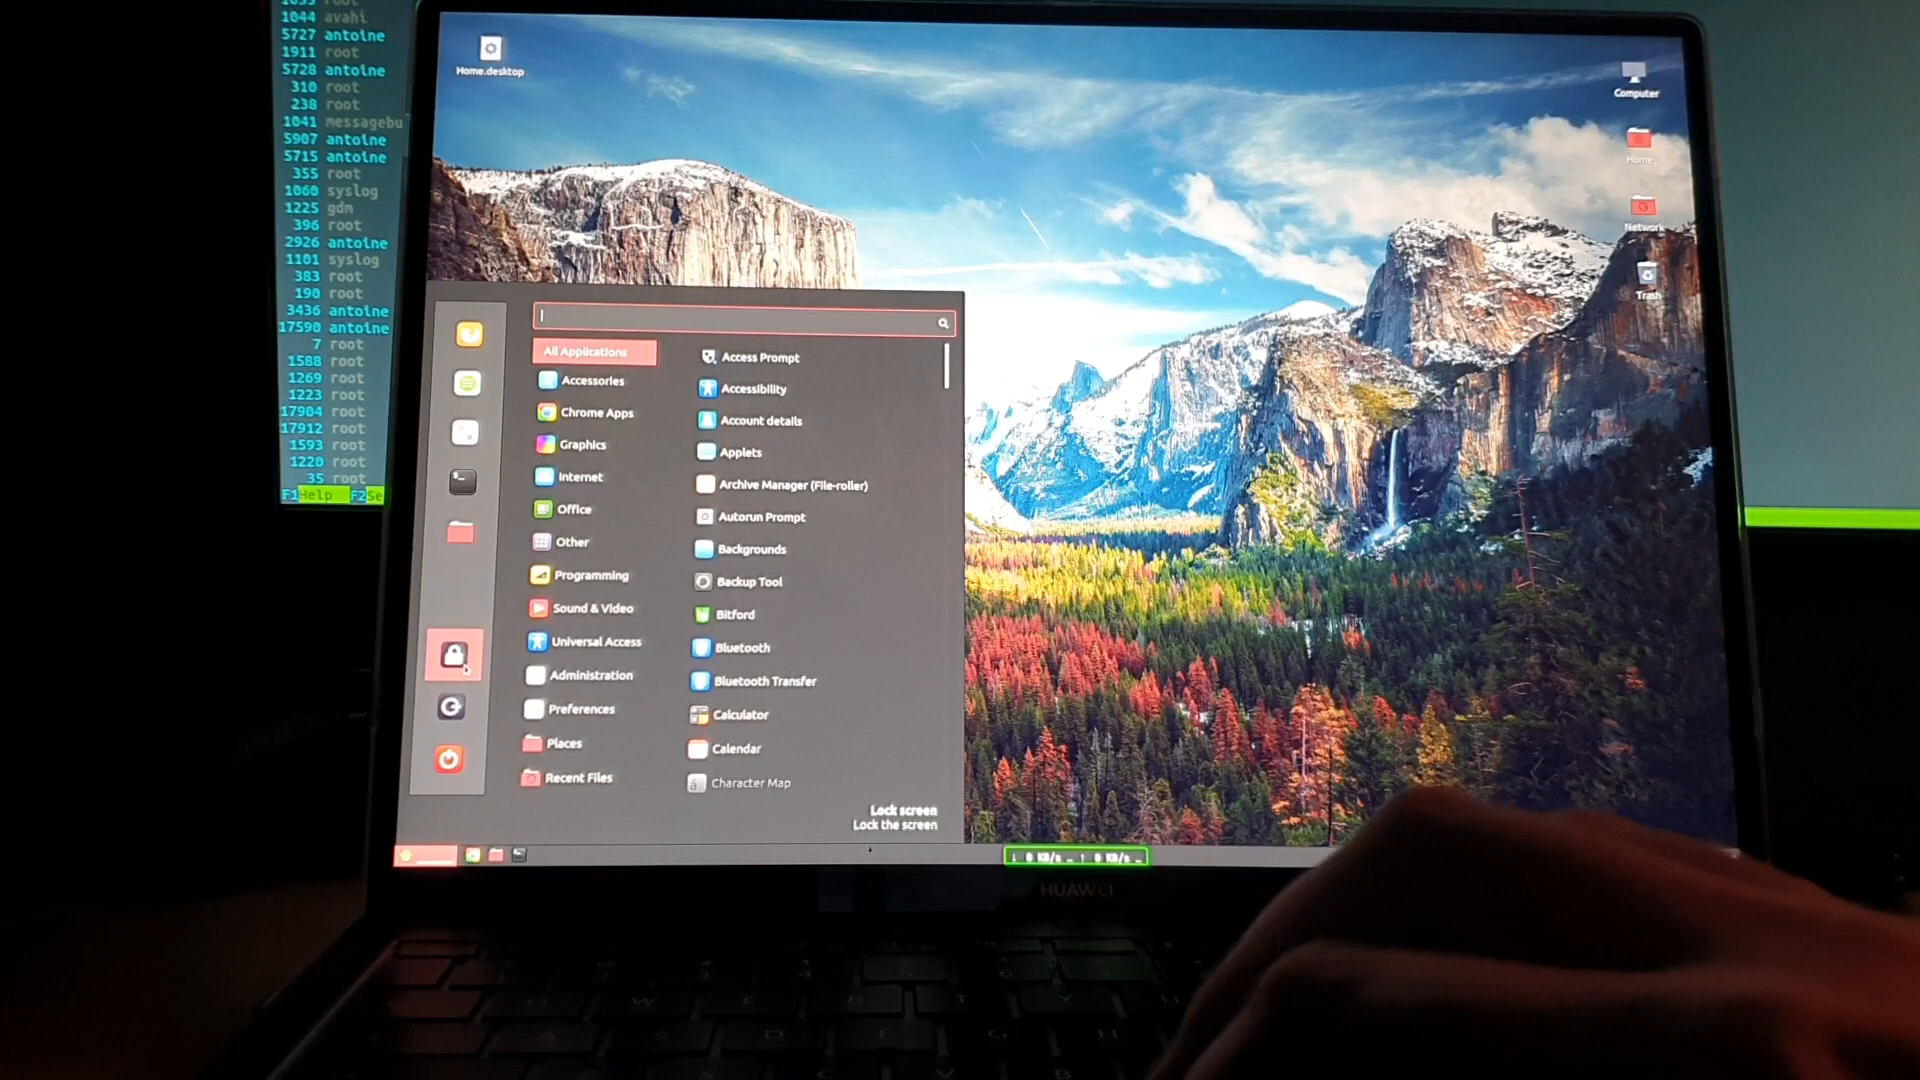 1044 avahi
5727 antoine
1911 root
5728 antoine
310 root
238 root
1041 messagebu
5907 antoine
5715 antoine
355 root
1060 syslog
1225 gdm
396 root
2926 antoine
1101 syslog
383 root
190 root
3436 antoine
17590 antoine
7 root
1588 root
1269 root
1223 root
17904 root
17912 root
1593 root
1220 root
35 root
F1Help F2Se
Home.desktop
Computer
Home
Network
Trash
All Applications
Accessories
Chrome Apps
Graphics
Internet
Office
Other
Programming
Sound & Video
Universal Access
Administration
Preferences
Places
Recent Files
Access Prompt
Accessibility
Account details
Applets
Archive Manager (File-roller)
Autorun Prompt
Backgrounds
Backup Tool
Bitford
Bluetooth
Bluetooth Transfer
Calculator
Calendar
Character Map
Lock screen
Lock the screen
↓ 0 KB/s … ↑ 0 KB/s …
HUAWEI
W E R T Y U
D F G H
C V B